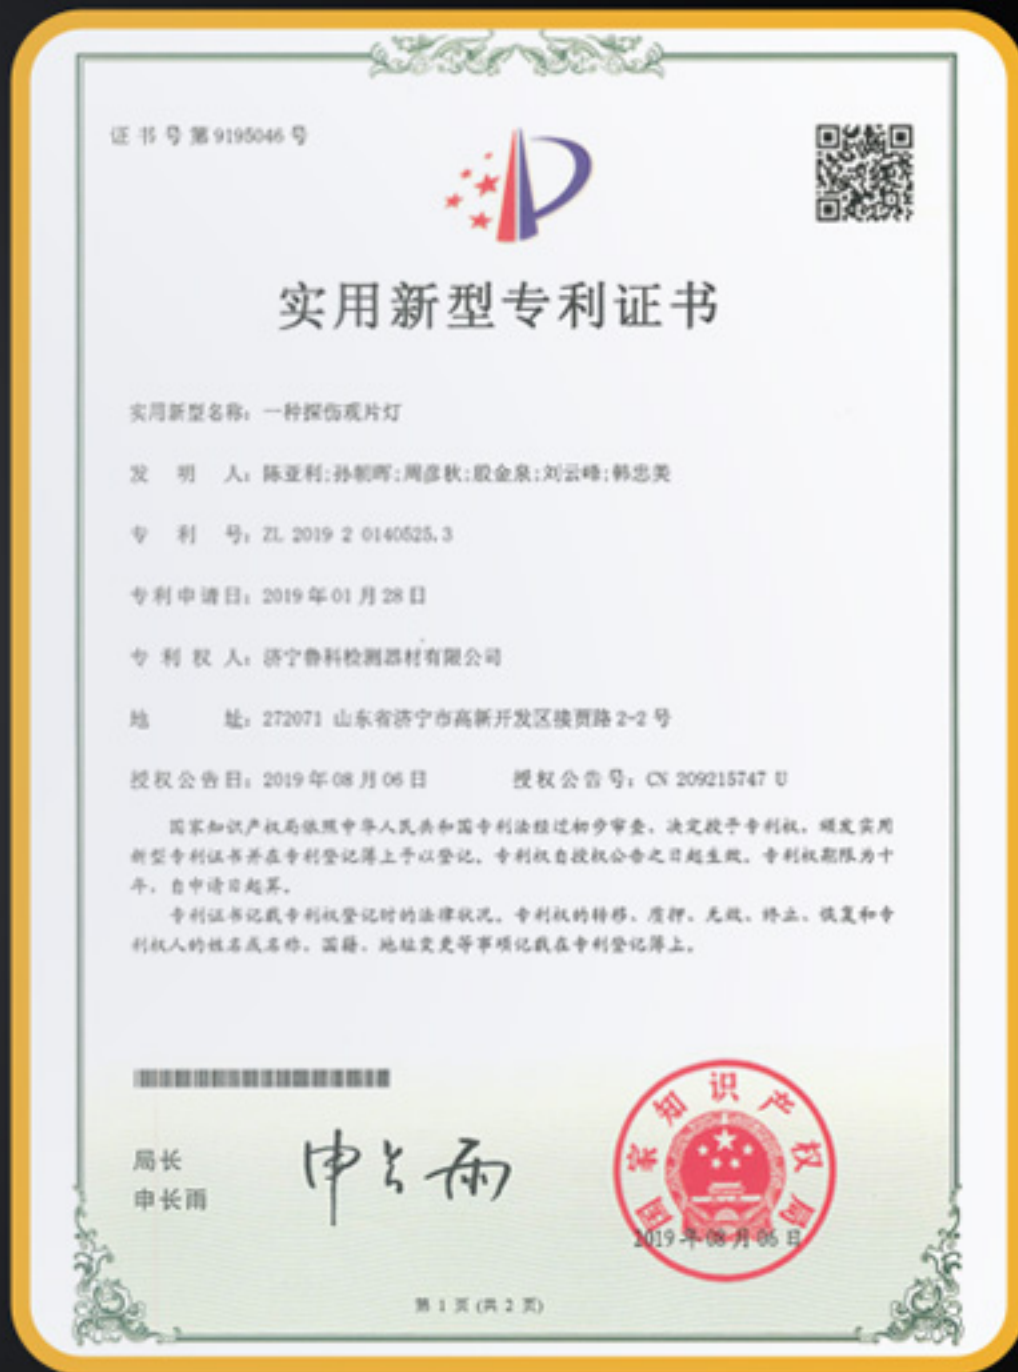 证书号第9195046号
实用新型专利证书
实用新型名称：一种探伤观片灯
发明人：陈亚利;孙朝晖;周彦秋;殷金泉;刘云峰;韩忠美
专利号：ZL 2019 2 0140525.3
专利申请日：2019年01月28日
专利权人：济宁鲁科检测器材有限公司
地址：272071 山东省济宁市高新开发区接贾路2-2号
授权公告日：2019年08月06日 授权公告号：CN 209215747 U
国家知识产权局依照中华人民共和国专利法经过初步审查，决定授予专利权，颁发实用
新型专利证书并在专利登记簿上予以登记。专利权自授权公告之日起生效。专利权期限为十
年，自申请日起算。
专利证书记载专利权登记时的法律状况。专利权的转移、质押、无效、终止、恢复和专
利权人的姓名或名称、国籍、地址变更等事项记载在专利登记簿上。
局长
申长雨
申长雨
国家知识产权局
2019年08月06日
第 1 页 (共 2 页)